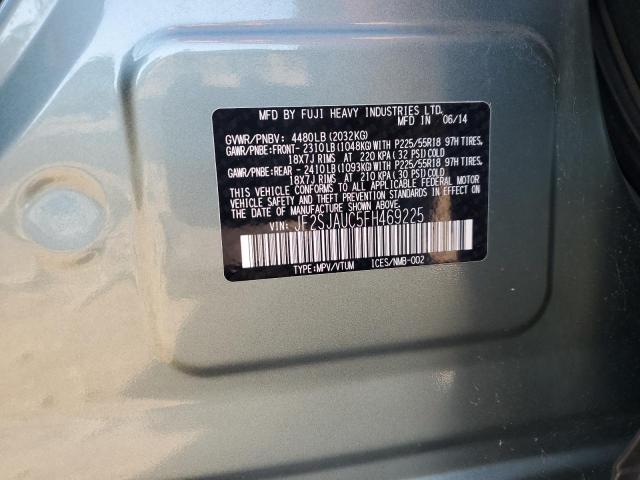 MFD BY FUJI HEAVY INDUSTRIES LTD.
MFD IN 06/14
GVWR/PNBV: 4480LB (2032KG)
GAWR/PNBE:FRONT- 2310LB(1048KG)WITH P225/55R18 97H TIRES,
18X7J RIMS AT 220 KPA (32 PSI) COLD
GAWR/PNBE:REAR - 2410LB(1093KG)WITH P225/55R18 97H TIRES,
18X7J RIMS AT 210 KPA (30 PSI) COLD
THIS VEHICLE CONFORMS TO ALL APPLICABLE FEDERAL MOTOR
VEHICLE SAFETY AND THEFT PREVENTION STANDARDS IN EFFECT ON
THE DATE OF MANUFACTURE SHOWN ABOVE.
VIN: JF2SJAUC5FH469225
TYPE:MPV/VTUM ICES/NMB-002